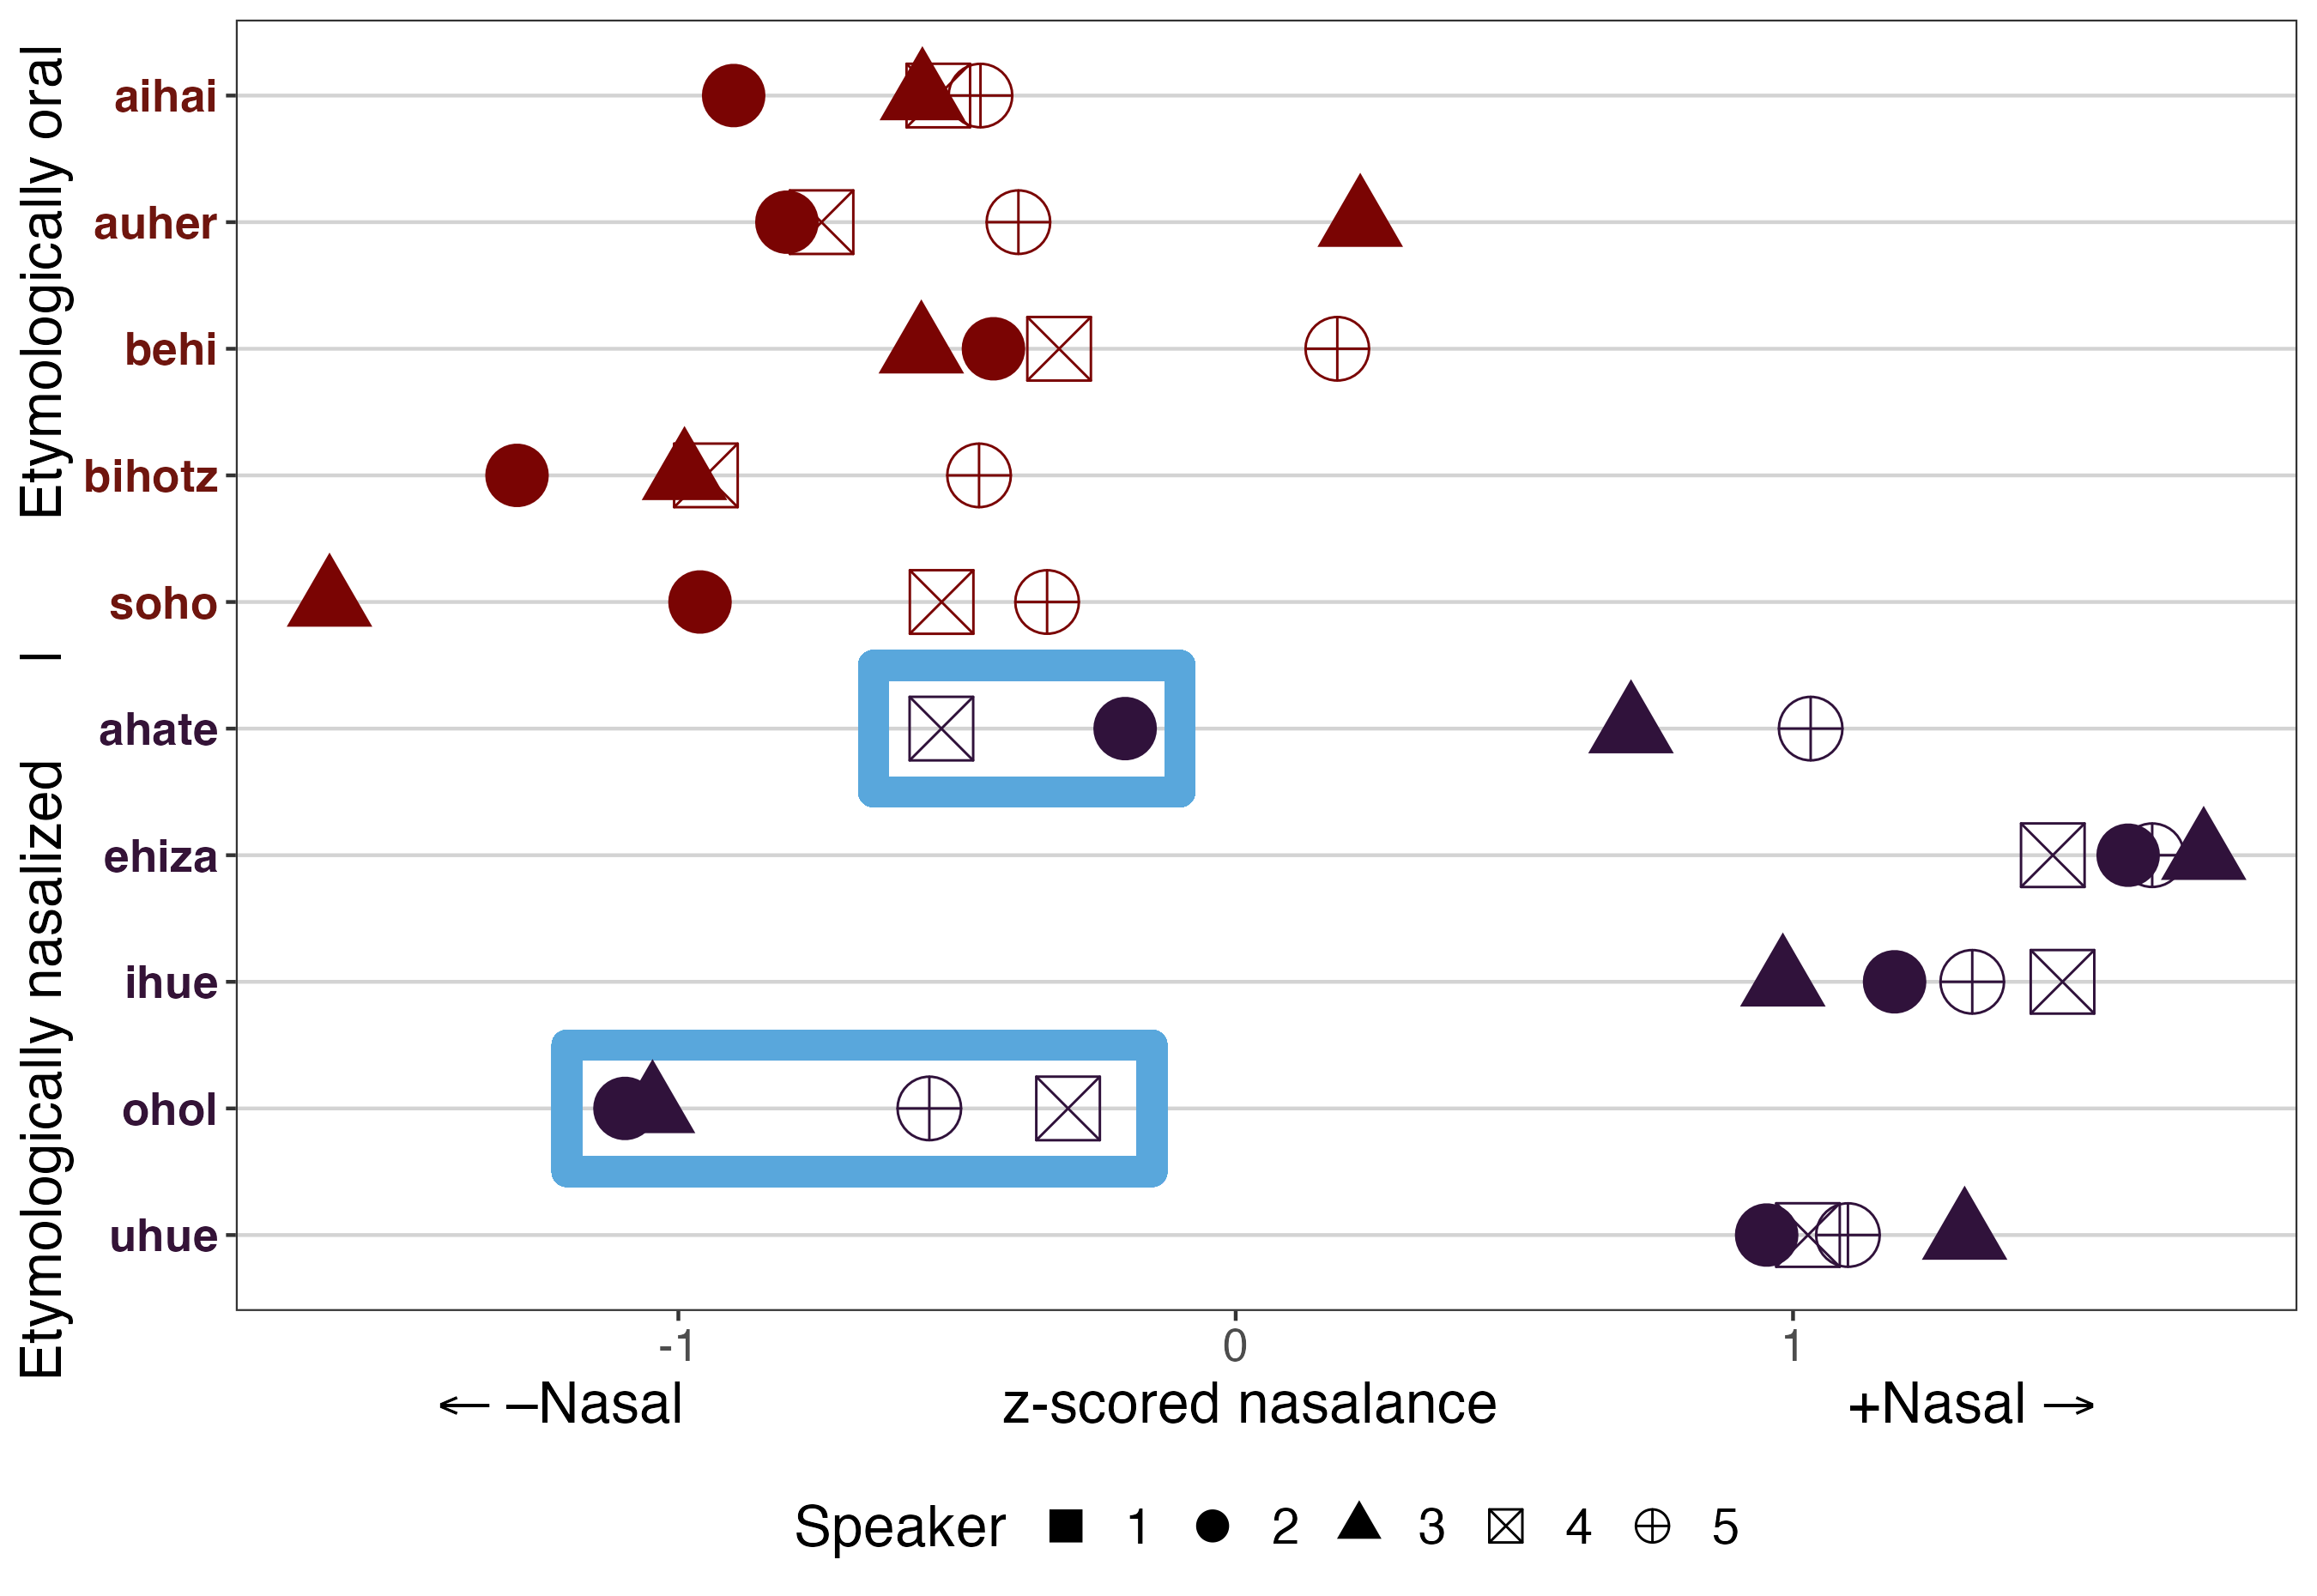 Etymologically nasalized | Etymologically oral
aihai
auher
behi
bihotz
soho
ahate
ehiza
ihue
ohol
uhue
-1 0 1
← –Nasal z-scored nasalance +Nasal →
Speaker 1 2 3 4 5